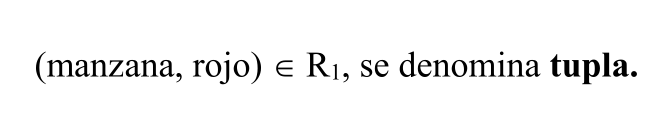 (manzana, rojo) ∈ R₁, se denomina tupla.